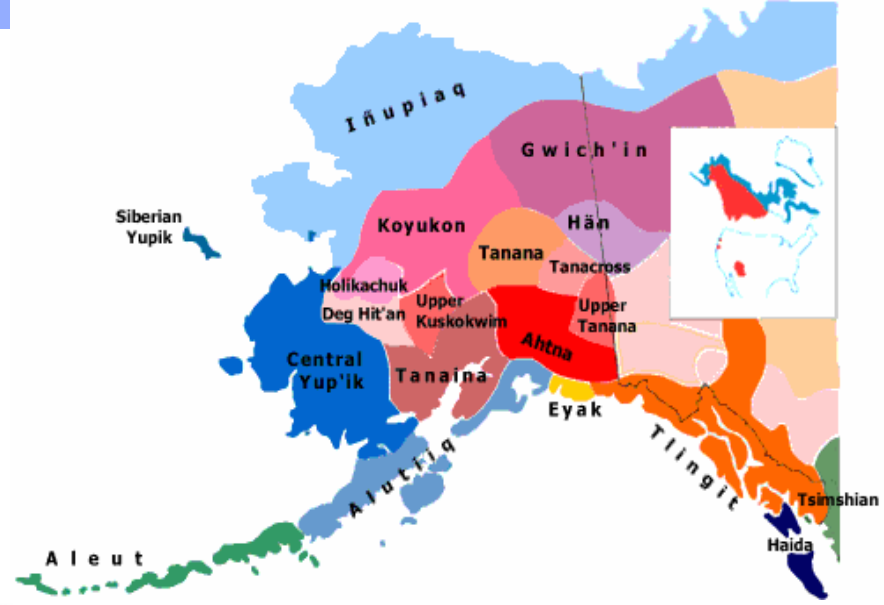 Iñupiaq
Gwich'in
Siberian
Yupik
Koyukon
Hän
Tanana
Tanacross
Holikachuk
Deg Hit'an
Upper
Kuskokwim
Upper
Tanana
Ahtna
Central
Yup'ik
Tanaina
Eyak
Alutiiq
Tlingit
Tsimshian
Haida
Aleut